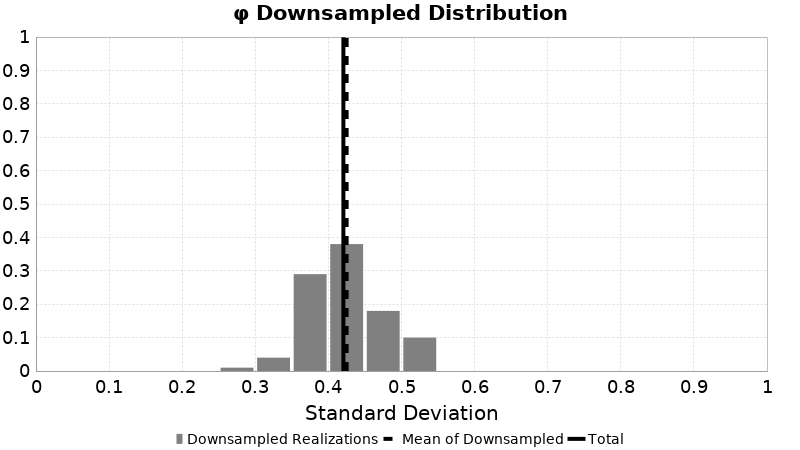 φ Downsampled Distribution
1
0.9
0.8
0.7
0.6
0.5
0.4
0.3
0.2
0.1
0
0 0.1 0.2 0.3 0.4 0.5 0.6 0.7 0.8 0.9 1
Standard Deviation
Downsampled Realizations Mean of Downsampled Total